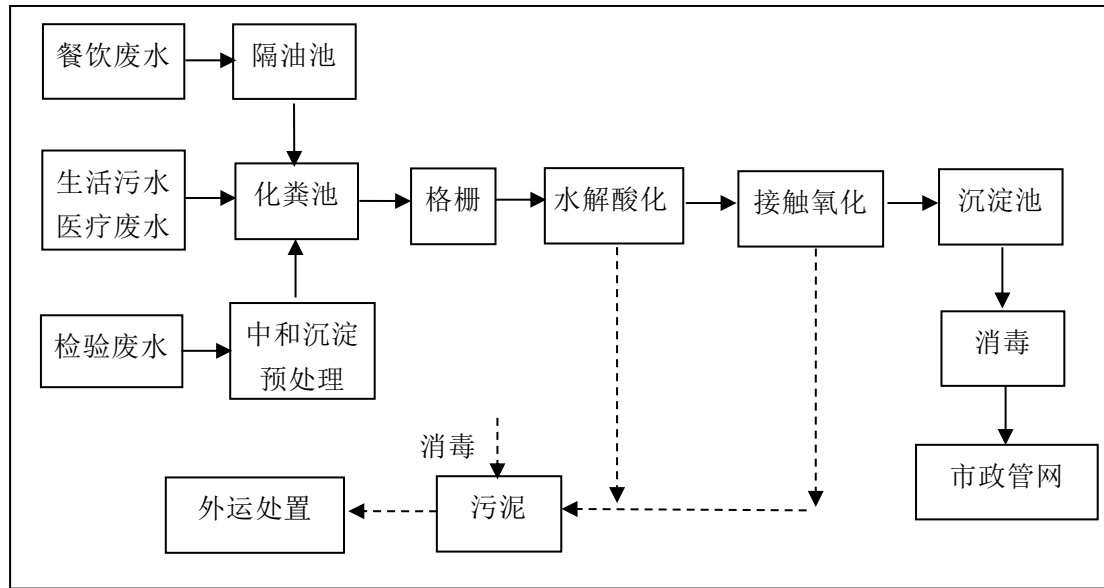 餐饮废水
隔油池
生活污水
医疗废水
化粪池
格栅
水解酸化
接触氧化
沉淀池
检验废水
中和沉淀
预处理
消毒
消毒
市政管网
外运处置
污泥